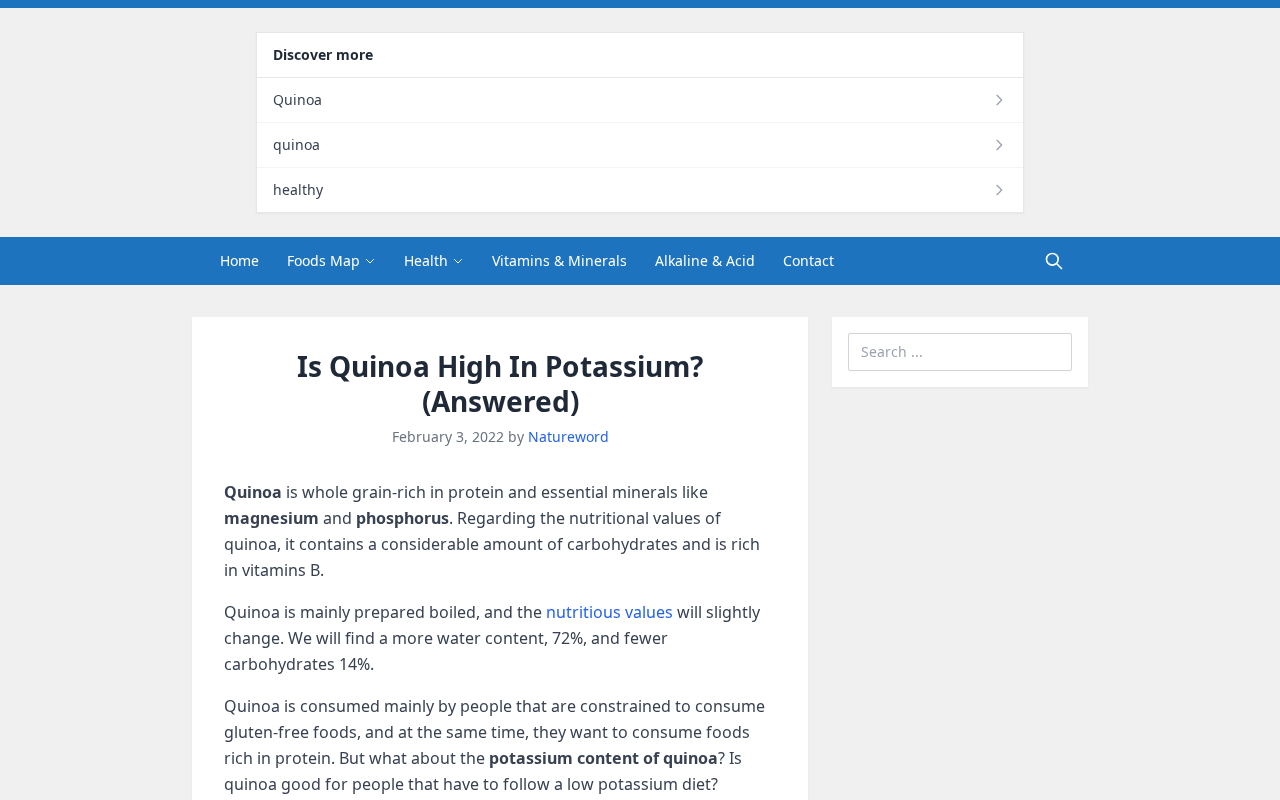 Discover more
Quinoa
quinoa
healthy
Home Foods Map Health Vitamins & Minerals Alkaline & Acid Contact
Is Quinoa High In Potassium?
(Answered)
Search ...
February 3, 2022 by Natureword
Quinoa is whole grain-rich in protein and essential minerals like
magnesium and phosphorus. Regarding the nutritional values of
quinoa, it contains a considerable amount of carbohydrates and is rich
in vitamins B.
Quinoa is mainly prepared boiled, and the nutritious values will slightly
change. We will find a more water content, 72%, and fewer
carbohydrates 14%.
Quinoa is consumed mainly by people that are constrained to consume
gluten-free foods, and at the same time, they want to consume foods
rich in protein. But what about the potassium content of quinoa? Is
quinoa good for people that have to follow a low potassium diet?